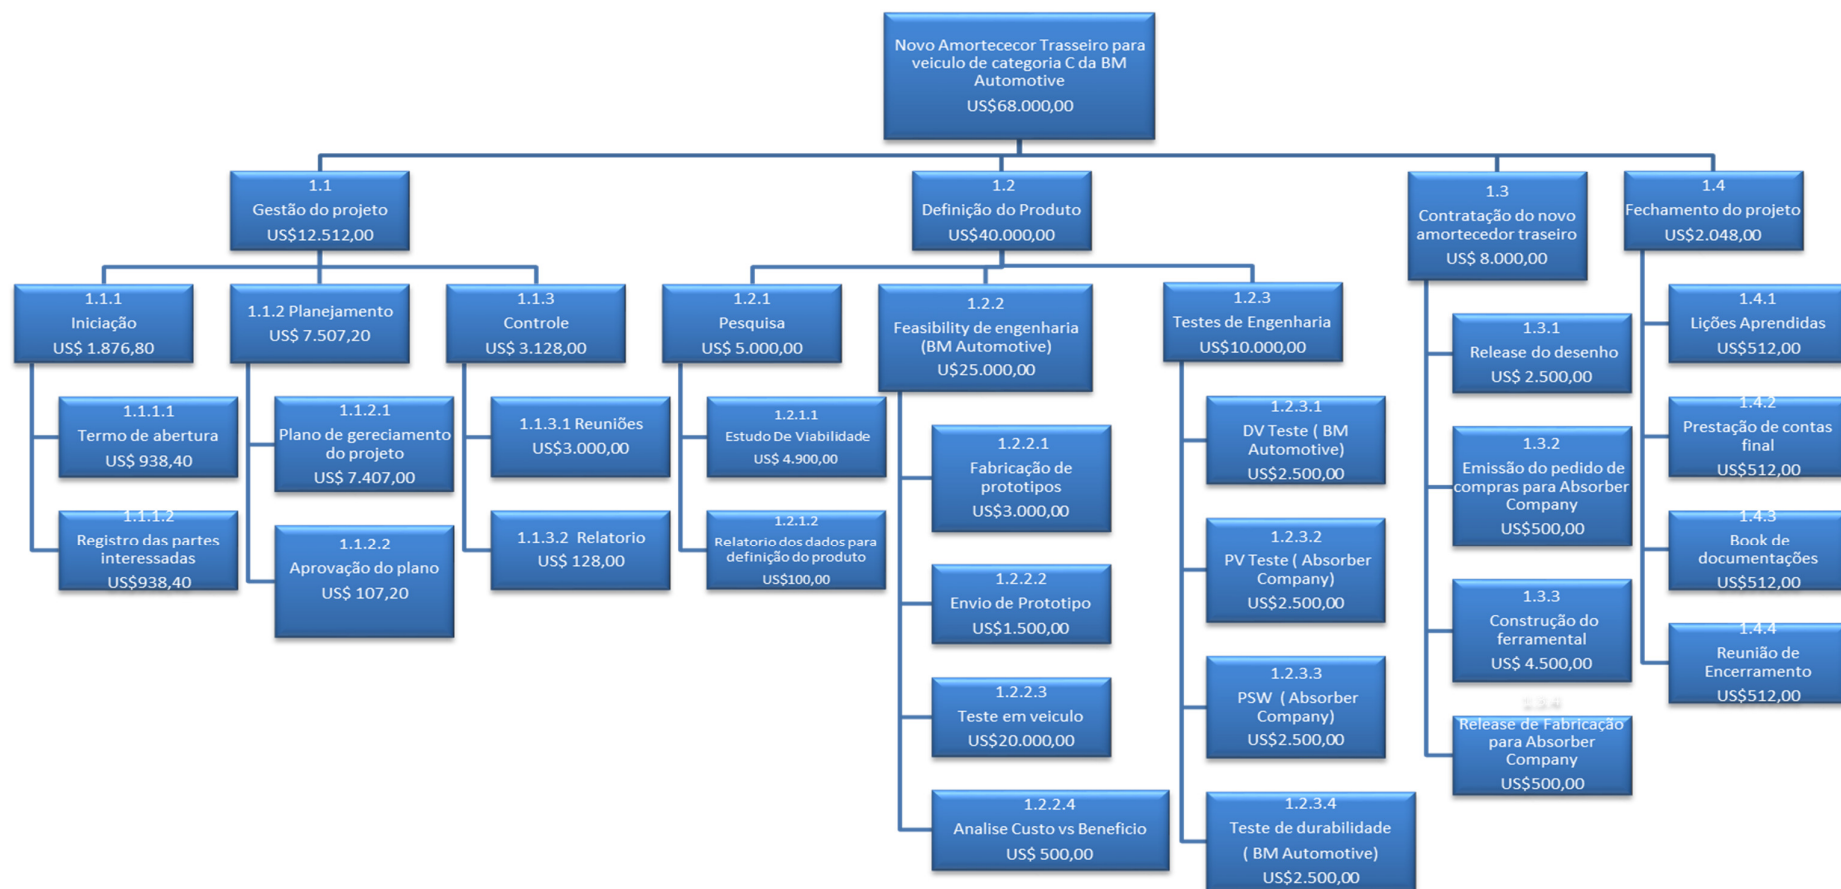 Novo Amortececor Trasseiro para
veiculo de categoria C da BM
Automotive
US$68.000,00
1.1
Gestão do projeto
US$12.512,00
1.2
Definição do Produto
US$40.000,00
1.3
Contratação do novo
amortecedor traseiro
US$ 8.000,00
1.4
Fechamento do projeto
US$2.048,00
1.1.1
Iniciação
US$ 1.876,80
1.1.2 Planejamento
US$ 7.507,20
1.1.3
Controle
US$ 3.128,00
1.2.1
Pesquisa
US$ 5.000,00
1.2.2
Feasibility de engenharia
(BM Automotive)
U$25.000,00
1.2.3
Testes de Engenharia
US$10.000,00
1.1.1.1
Termo de abertura
US$ 938,40
1.1.1.2
Registro das partes
interessadas
US$938,40
1.1.2.1
Plano de gereciamento
do projeto
US$ 7.407,00
1.1.2.2
Aprovação do plano
US$ 107,20
1.1.3.1 Reuniões
US$3.000,00
1.1.3.2  Relatorio
US$ 128,00
1.2.1.1
Estudo De Viabilidade
US$ 4.900,00
1.2.1.2
Relatorio dos dados para
definição do produto
US$100,00
1.2.2.1
Fabricação de
prototipos
US$3.000,00
1.2.2.2
Envio de Prototipo
US$1.500,00
1.2.2.3
Teste em veiculo
US$20.000,00
1.2.2.4
Analise Custo vs Beneficio
US$ 500,00
1.2.3.1
DV Teste ( BM
Automotive)
US$2.500,00
1.2.3.2
PV Teste ( Absorber
Company)
US$2.500,00
1.2.3.3
PSW  ( Absorber
Company)
US$2.500,00
1.2.3.4
Teste de durabilidade
( BM Automotive)
US$2.500,00
1.3.1
Release do desenho
US$ 2.500,00
1.3.2
Emissão do pedido de
compras para Absorber
Company
US$500,00
1.3.3
Construção do
ferramental
US$ 4.500,00
1.3.4
Release de Fabricação
para Absorber
Company
US$500,00
1.4.1
Lições Aprendidas
US$512,00
1.4.2
Prestação de contas
final
US$512,00
1.4.3
Book de
documentações
US$512,00
1.4.4
Reunião de
Encerramento
US$512,00